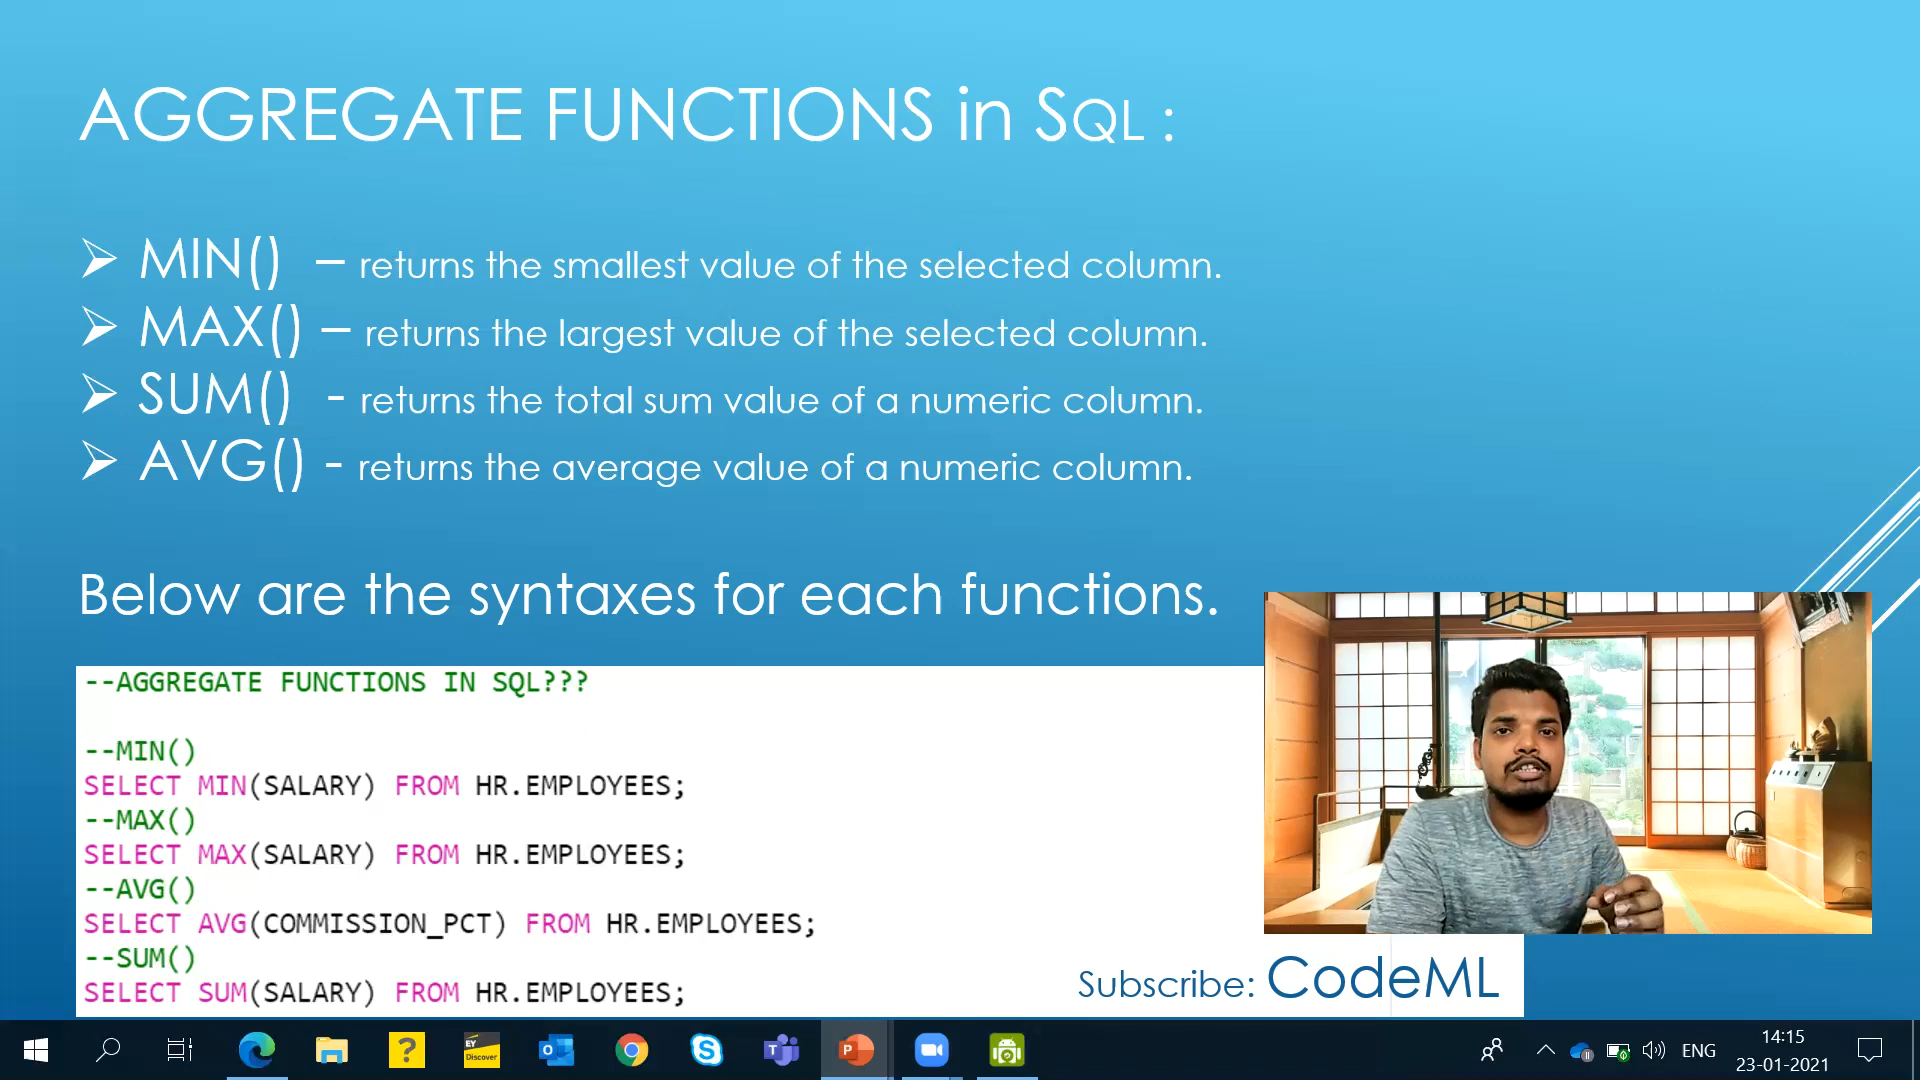 AGGREGATE FUNCTIONS in SQL :
➢ MIN() – returns the smallest value of the selected column.
➢ MAX() – returns the largest value of the selected column.
➢ SUM() - returns the total sum value of a numeric column.
➢ AVG() - returns the average value of a numeric column.
Below are the syntaxes for each functions.
--AGGREGATE FUNCTIONS IN SQL???
--MIN()
SELECT MIN(SALARY) FROM HR.EMPLOYEES;
--MAX()
SELECT MAX(SALARY) FROM HR.EMPLOYEES;
--AVG()
SELECT AVG(COMMISSION_PCT) FROM HR.EMPLOYEES;
--SUM()
SELECT SUM(SALARY) FROM HR.EMPLOYEES;
Subscribe: CodeML
?
EY
Discover
O
S
T
P
ENG
14:15
23-01-2021